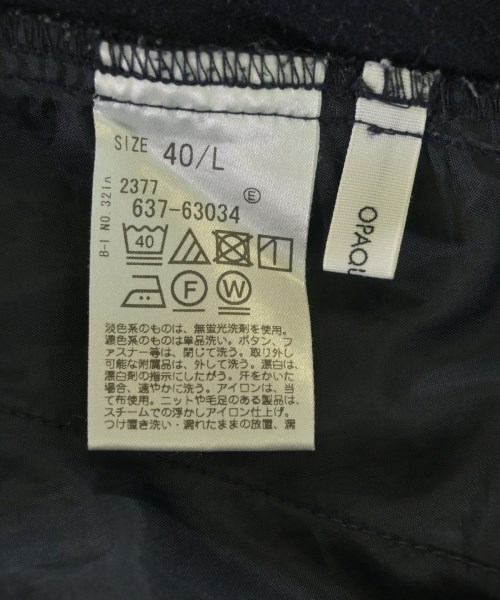 SIZE 40/L
2377
Ⓔ
637-63034
40
F W
淡色系のものは、無蛍光洗剤を使用。
濃色系のものは単品洗い。ボタン、フ
ァスナー等は、閉じて洗う。取り外し
可能な附属品は、外して洗う。漂白は、
漂白剤の指示にしたがう。汗をかいた
場合、速やかに洗う。アイロンは、当
て布使用。ニットや毛足のある製品は、
スチームでの浮かしアイロン仕上げ。
つけ置き洗い・濡れたままの放置、濡
OPAQU